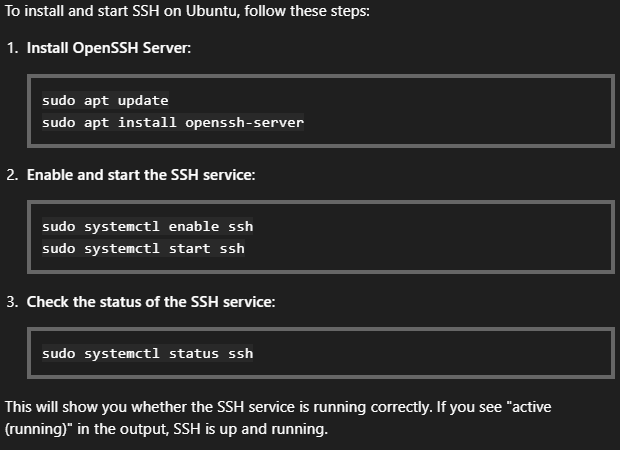 To install and start SSH on Ubuntu, follow these steps:
1. Install OpenSSH Server:
sudo apt update
sudo apt install openssh-server
2. Enable and start the SSH service:
sudo systemctl enable ssh
sudo systemctl start ssh
3. Check the status of the SSH service:
sudo systemctl status ssh
This will show you whether the SSH service is running correctly. If you see "active
(running)" in the output, SSH is up and running.